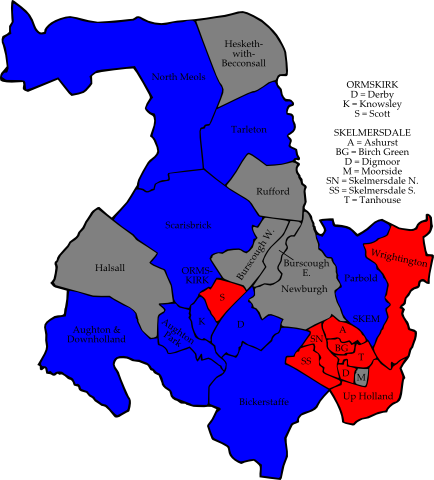 Hesketh-
with-
Becconsall
North Meols
Tarleton
ORMSKIRK
D = Derby
K = Knowsley
S = Scott
SKELMERSDALE
A = Ashurst
BG = Birch Green
D = Digmoor
M = Moorside
SN = Skelmersdale N.
SS = Skelmersdale S.
T = Tanhouse
Rufford
Scarisbrick
Burscough W.
Wrightington
Halsall
ORMS
KIRK
Burscough
E.
Newburgh
Parbold
S
SKEM
Aughton &
Downholland
Aughton
Park
K
D
A
SN
BG
SS
T
D
M
Bickerstaffe
Up Holland